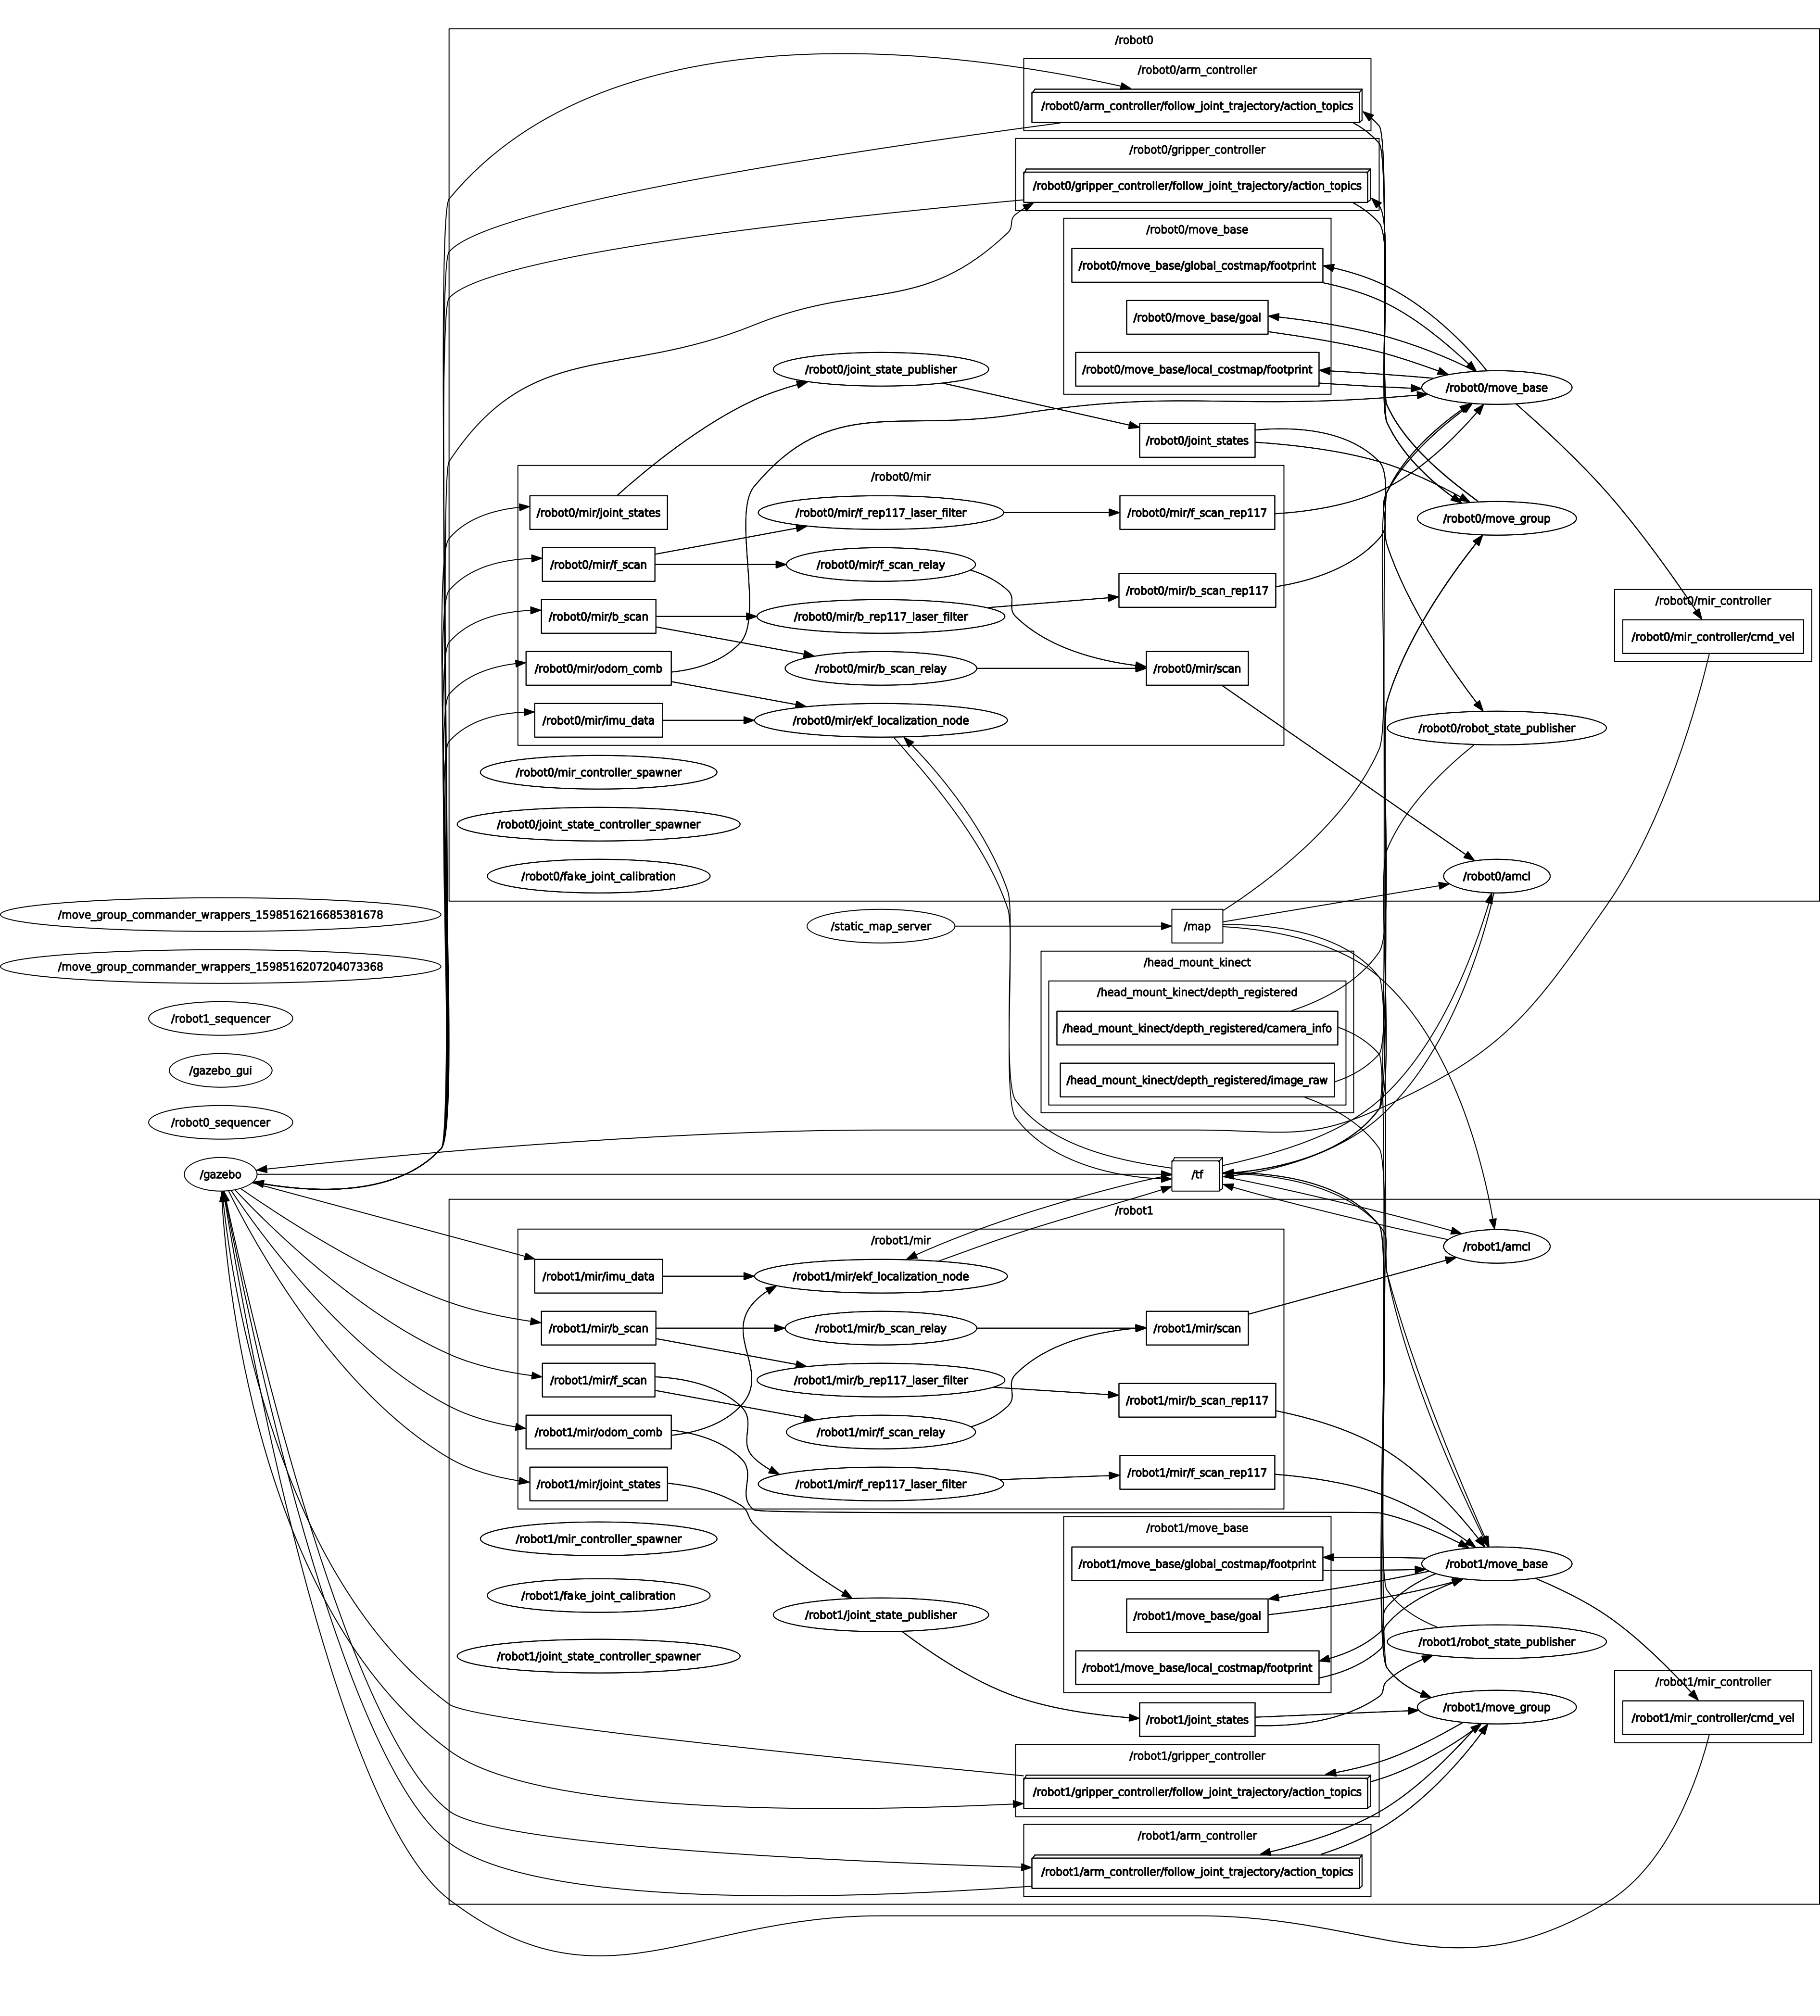 /robot0
/robot0/arm_controller
/robot0/arm_controller/follow_joint_trajectory/action_topics
/robot0/gripper_controller
/robot0/gripper_controller/follow_joint_trajectory/action_topics
/robot0/move_base
/robot0/move_base/global_costmap/footprint
/robot0/move_base/goal
/robot0/move_base/local_costmap/footprint
/robot0/joint_state_publisher
/robot0/move_base
/robot0/joint_states
/robot0/mir
/robot0/mir/joint_states
/robot0/mir/f_rep117_laser_filter
/robot0/mir/f_scan_rep117
/robot0/move_group
/robot0/mir/f_scan
/robot0/mir/f_scan_relay
/robot0/mir/b_scan_rep117
/robot0/mir_controller
/robot0/mir/b_scan
/robot0/mir/b_rep117_laser_filter
/robot0/mir_controller/cmd_vel
/robot0/mir/odom_comb
/robot0/mir/b_scan_relay
/robot0/mir/scan
/robot0/mir/imu_data
/robot0/mir/ekf_localization_node
/robot0/robot_state_publisher
/robot0/mir_controller_spawner
/robot0/joint_state_controller_spawner
/robot0/fake_joint_calibration
/robot0/amcl
/move_group_commander_wrappers_1598516216685381678
/static_map_server
/map
/move_group_commander_wrappers_1598516207204073368
/head_mount_kinect
/head_mount_kinect/depth_registered
/robot1_sequencer
/head_mount_kinect/depth_registered/camera_info
/gazebo_gui
/head_mount_kinect/depth_registered/image_raw
/robot0_sequencer
/gazebo
/tf
/robot1
/robot1/mir
/robot1/amcl
/robot1/mir/imu_data
/robot1/mir/ekf_localization_node
/robot1/mir/b_scan
/robot1/mir/b_scan_relay
/robot1/mir/scan
/robot1/mir/f_scan
/robot1/mir/b_rep117_laser_filter
/robot1/mir/b_scan_rep117
/robot1/mir/odom_comb
/robot1/mir/f_scan_relay
/robot1/mir/joint_states
/robot1/mir/f_rep117_laser_filter
/robot1/mir/f_scan_rep117
/robot1/move_base
/robot1/mir_controller_spawner
/robot1/move_base/global_costmap/footprint
/robot1/move_base
/robot1/fake_joint_calibration
/robot1/joint_state_publisher
/robot1/move_base/goal
/robot1/robot_state_publisher
/robot1/joint_state_controller_spawner
/robot1/move_base/local_costmap/footprint
/robot1/mir_controller
/robot1/joint_states
/robot1/move_group
/robot1/mir_controller/cmd_vel
/robot1/gripper_controller
/robot1/gripper_controller/follow_joint_trajectory/action_topics
/robot1/arm_controller
/robot1/arm_controller/follow_joint_trajectory/action_topics